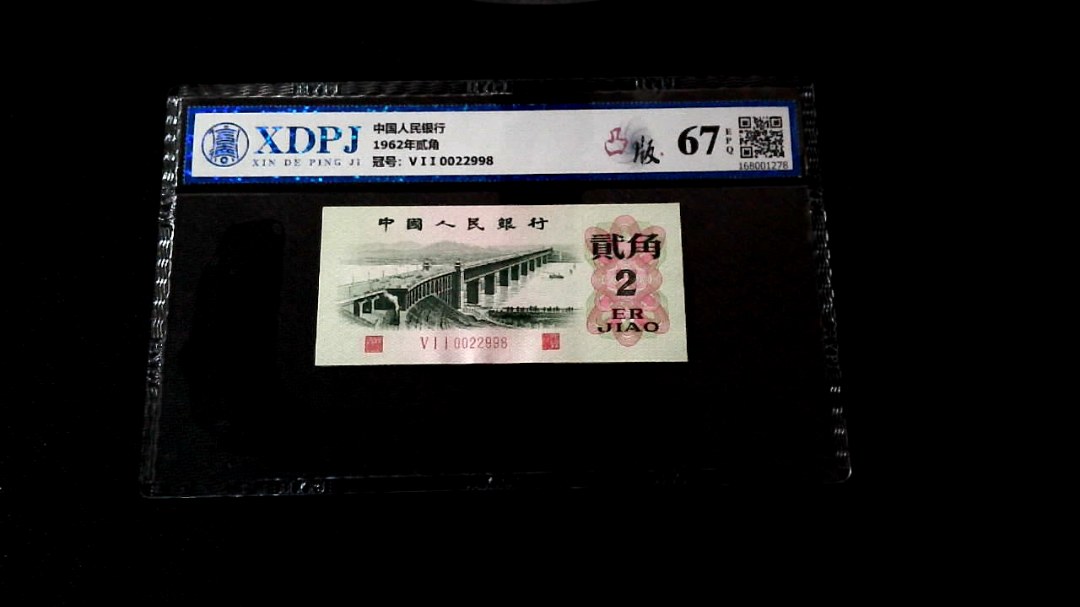 XDPJ
XIN DE PING JI
中国人民银行
1962年贰角
冠号: VII0022998
凸版
67
EPQ
168001278
中國人民銀行
貳角
2
ER
JIAO
VII0022998